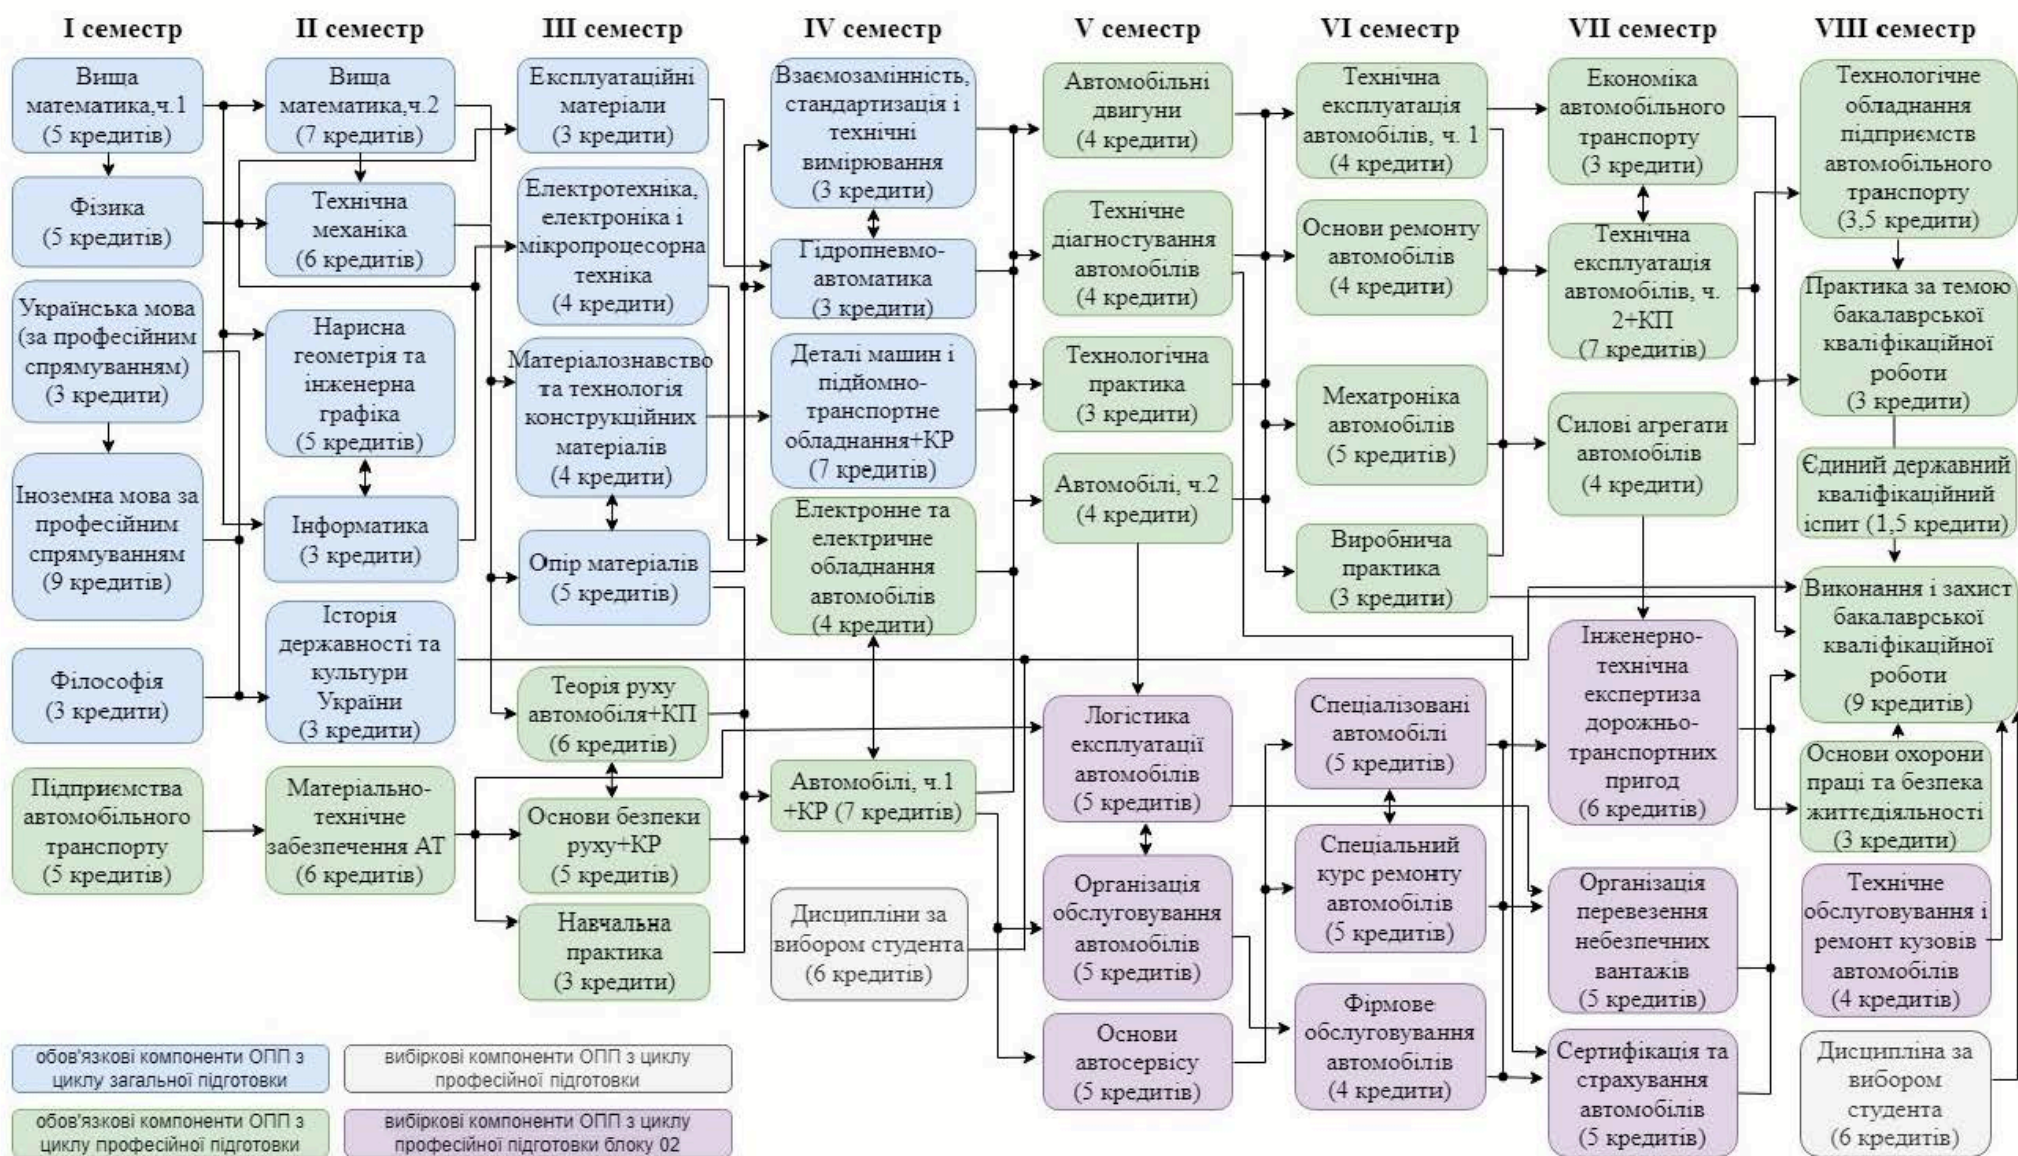 I семестр
Вища
математика,ч.1
(5 кредитів)
Фізика
(5 кредитів)
Українська мова
(за професійним
спрямуванням)
(3 кредити)
Іноземна мова за
професійним
спрямуванням
(9 кредитів)
Філософія
(3 кредити)
Підприємства
автомобільного
транспорту
(5 кредитів)
II семестр
Вища
математика,ч.2
(7 кредитів)
Технічна
механіка
(6 кредитів)
Нарисна
геометрія та
інженерна
графіка
(5 кредитів)
Інформатика
(3 кредити)
Історія
державності та
культури
України
(3 кредити)
Матеріально-
технічне
забезпечення АТ
(6 кредитів)
III семестр
Експлуатаційні
матеріали
(3 кредити)
Електротехніка,
електроніка і
мікропроцесорна
техніка
(4 кредити)
Матеріалознавство
та технологія
конструкційних
матеріалів
(4 кредити)
Опір матеріалів
(5 кредитів)
Теорія руху
автомобіля+КП
(6 кредитів)
Основи безпеки
руху+КР
(5 кредитів)
Навчальна
практика
(3 кредити)
IV семестр
Взаємозамінність,
стандартизація і
технічні
вимірювання
(3 кредити)
Гідропневмо-
автоматика
(3 кредити)
Деталі машин і
підйомно-
транспортне
обладнання+КР
(7 кредитів)
Електронне та
електричне
обладнання
автомобілів
(4 кредити)
Автомобілі, ч.1
+КР (7 кредитів)
Дисципліни за
вибором студента
(6 кредитів)
V семестр
Автомобільні
двигуни
(4 кредити)
Технічне
діагностування
автомобілів
(4 кредити)
Технологічна
практика
(3 кредити)
Автомобілі, ч.2
(4 кредити)
Логістика
експлуатації
автомобілів
(5 кредитів)
Організація
обслуговування
автомобілів
(5 кредитів)
Основи
автосервісу
(5 кредитів)
VI семестр
Технічна
експлуатація
автомобілів, ч. 1
(4 кредити)
Основи ремонту
автомобілів
(4 кредити)
Мехатроніка
автомобілів
(5 кредитів)
Виробнича
практика
(3 кредити)
Спеціалізовані
автомобілі
(5 кредитів)
Спеціальний
курс ремонту
автомобілів
(5 кредитів)
Фірмове
обслуговування
автомобілів
(4 кредити)
VII семестр
Економіка
автомобільного
транспорту
(3 кредити)
Технічна
експлуатація
автомобілів, ч.
2+КП
(7 кредитів)
Силові агрегати
автомобілів
(4 кредити)
Інженерно-
технічна
експертиза
дорожньо-
транспортних
пригод
(6 кредитів)
Організація
перевезення
небезпечних
вантажів
(5 кредитів)
Сертифікація та
страхування
автомобілів
(5 кредитів)
VIII семестр
Технологічне
обладнання
підприємств
автомобільного
транспорту
(3,5 кредити)
Практика за темою
бакалаврської
кваліфікаційної
роботи
(3 кредити)
Єдиний державний
кваліфікаційний
іспит (1,5 кредити)
Виконання і захист
бакалаврської
кваліфікаційної
роботи
(9 кредитів)
Основи охорони
праці та безпека
життєдіяльності
(3 кредити)
Технічне
обслуговування і
ремонт кузовів
автомобілів
(4 кредити)
Дисципліна за
вибором
студента
(6 кредитів)
обов'язкові компоненти ОПП з
циклу загальної підготовки
вибіркові компоненти ОПП з циклу
професійної підготовки
обов'язкові компоненти ОПП з
циклу професійної підготовки
вибіркові компоненти ОПП з циклу
професійної підготовки блоку 02